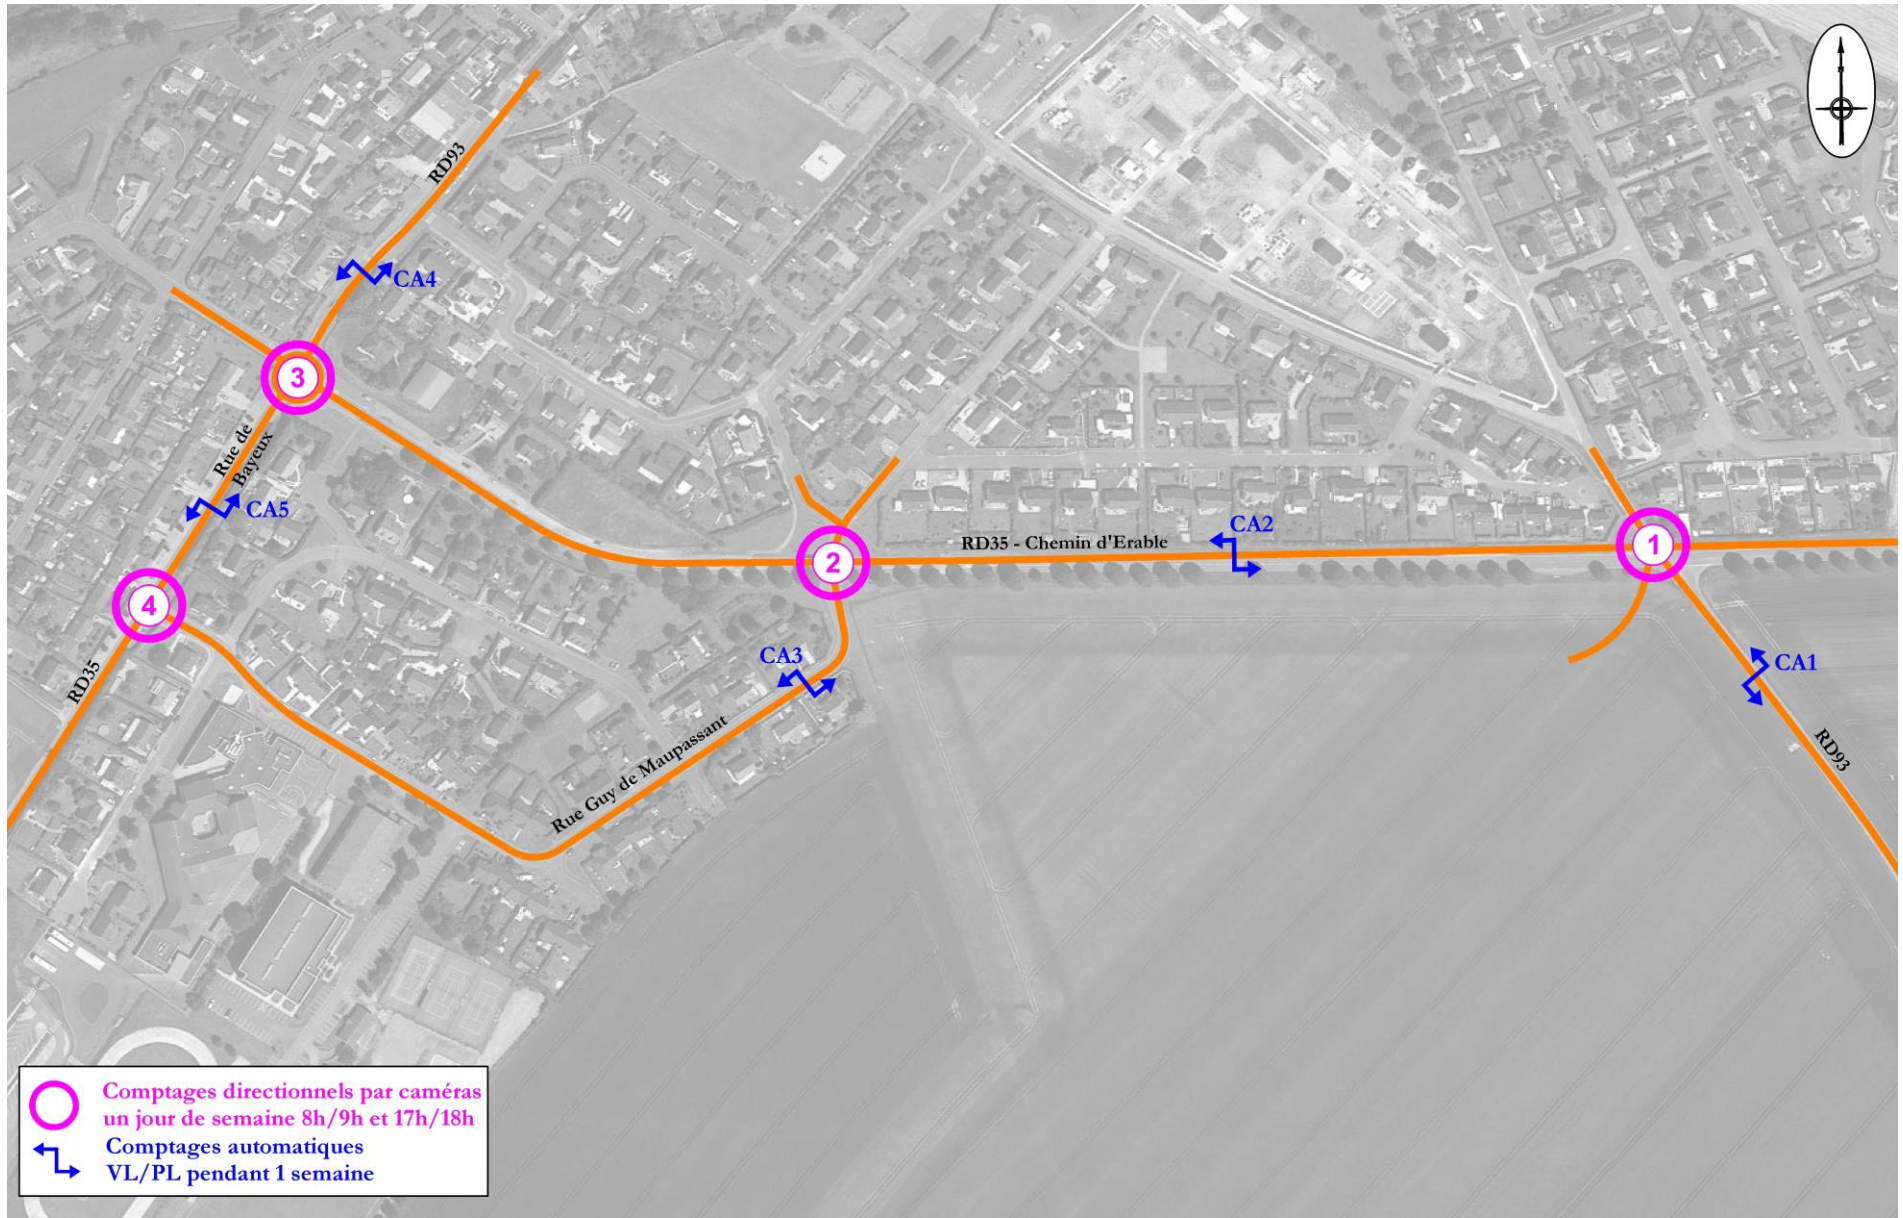 RD93
CA4
3
Rue de
Bayeux
CA5
CA2
RD35 - Chemin d'Erable
1
2
4
CA3
CA1
RD35
Rue Guy de Maupassant
RD93
Comptages directionnels par caméras
un jour de semaine 8h/9h et 17h/18h
Comptages automatiques
VL/PL pendant 1 semaine